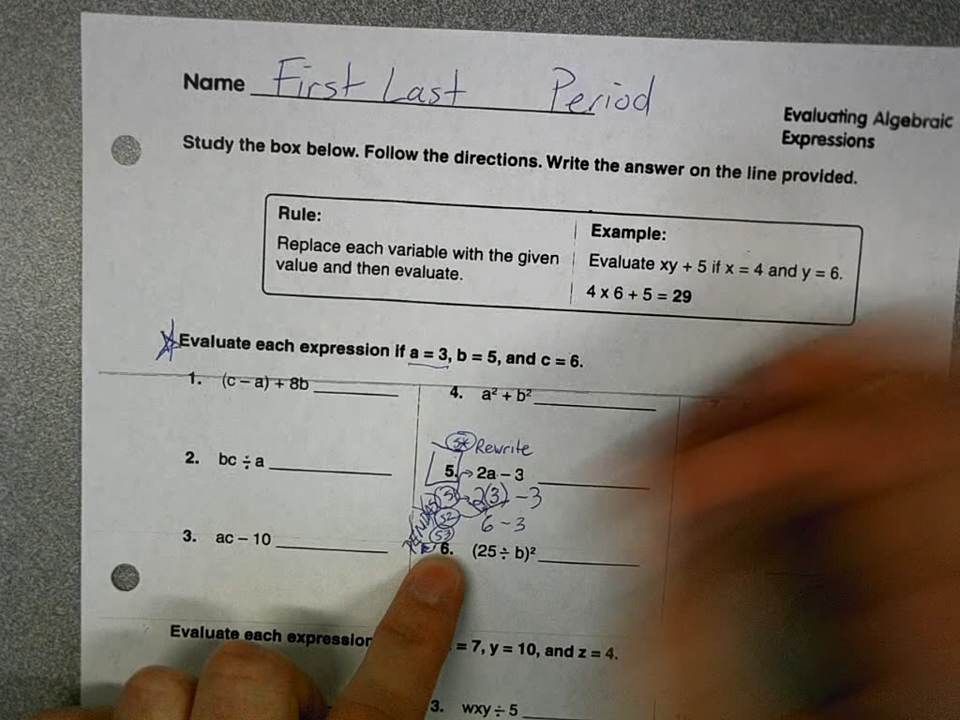 Name First Last Period
Evaluating Algebraic
Expressions
Study the box below. Follow the directions. Write the answer on the line provided.
Rule:
Replace each variable with the given
value and then evaluate.
Example:
Evaluate xy + 5 if x = 4 and y = 6.
4 x 6 + 5 = 29
Evaluate each expression if a = 3, b = 5, and c = 6.
1. (c – a) + 8b
2. bc ÷ a
3. ac – 10
4. a² + b²
Rewrite
5. 2a – 3
2(3) - 3
S2 6 - 3
S3
6. (25 ÷ b)²
Evaluate each expression = 7, y = 10, and z = 4.
3. wxy ÷ 5